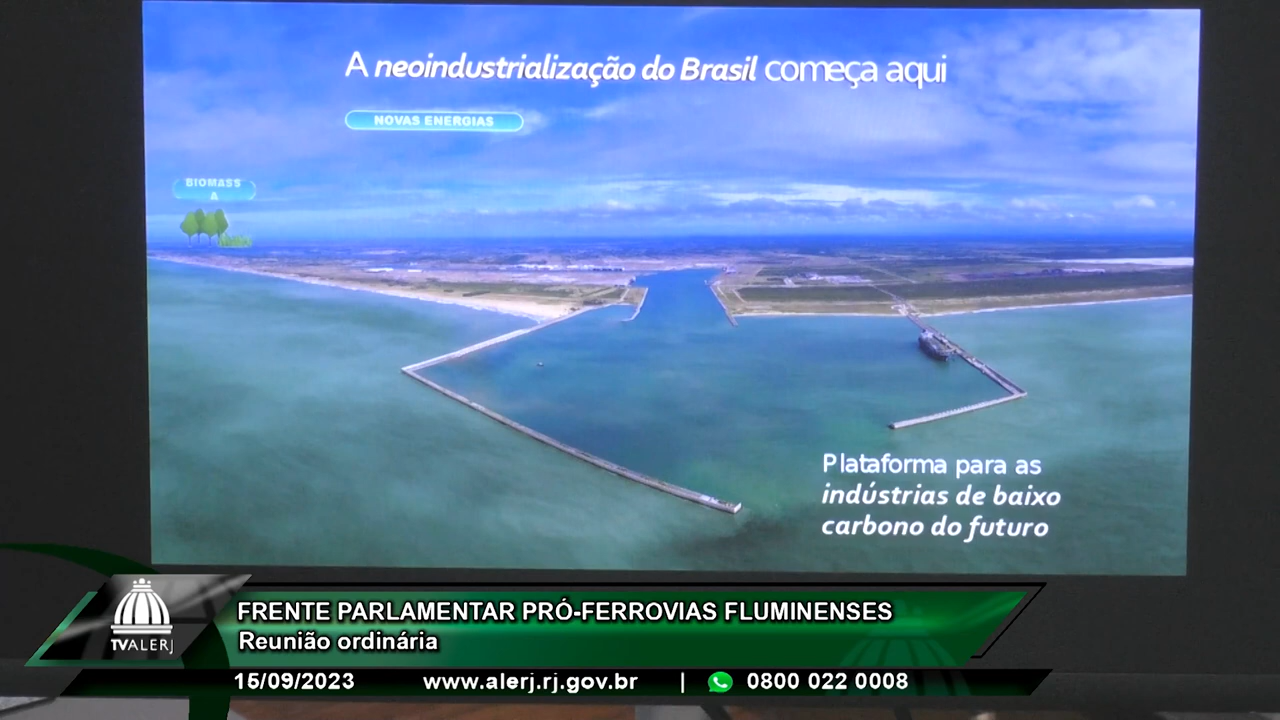 A neoindustrialização do Brasil começa aqui
NOVAS ENERGIAS
BIOMASS
A
Plataforma para as
indústrias de baixo
carbono do futuro
FRENTE PARLAMENTAR PRÓ-FERROVIAS FLUMINENSES
Reunião ordinária
TVALERJ
15/09/2023 www.alerj.rj.gov.br | 0800 022 0008